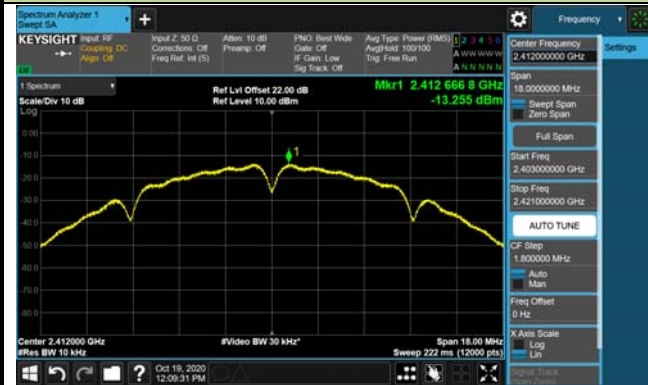 Spectrum Analyzer 1
Swept SA
Frequency
KEYSIGHT
Input: RF
Coupling: DC
Align: Off
Input Z: 50 Ω
Corrections: Off
Freq Ref: Int (S)
Atten: 10 dB
Preamp: Off
PNO: Best Wide
Gate: Off
IF Gain: Low
Sig Track: Off
Avg Type: Power (RMS)
Avg|Hold: 100/100
Trig: Free Run
1 2 3 4 5 6
A W W W W W
A N N N N N
1 Spectrum
Scale/Div 10 dB
Ref Lvl Offset 22.00 dB
Ref Level 10.00 dBm
Mkr1 2.412 666 8 GHz
-13.255 dBm
Log
0.00
-10.0
-20.0
-30.0
-40.0
-50.0
-60.0
-70.0
-80.0
1
Center 2.412000 GHz
#Res BW 10 kHz
#Video BW 30 kHz*
Span 18.00 MHz
Sweep 222 ms (12000 pts)
Oct 19, 2020
12:09:31 PM
Center Frequency
2.412000000 GHz
Settings
Span
18.0000000 MHz
Swept Span
Zero Span
Full Span
Start Freq
2.403000000 GHz
Stop Freq
2.421000000 GHz
AUTO TUNE
CF Step
1.800000 MHz
Auto
Man
Freq Offset
0 Hz
X Axis Scale
Log
Lin
Signal Track